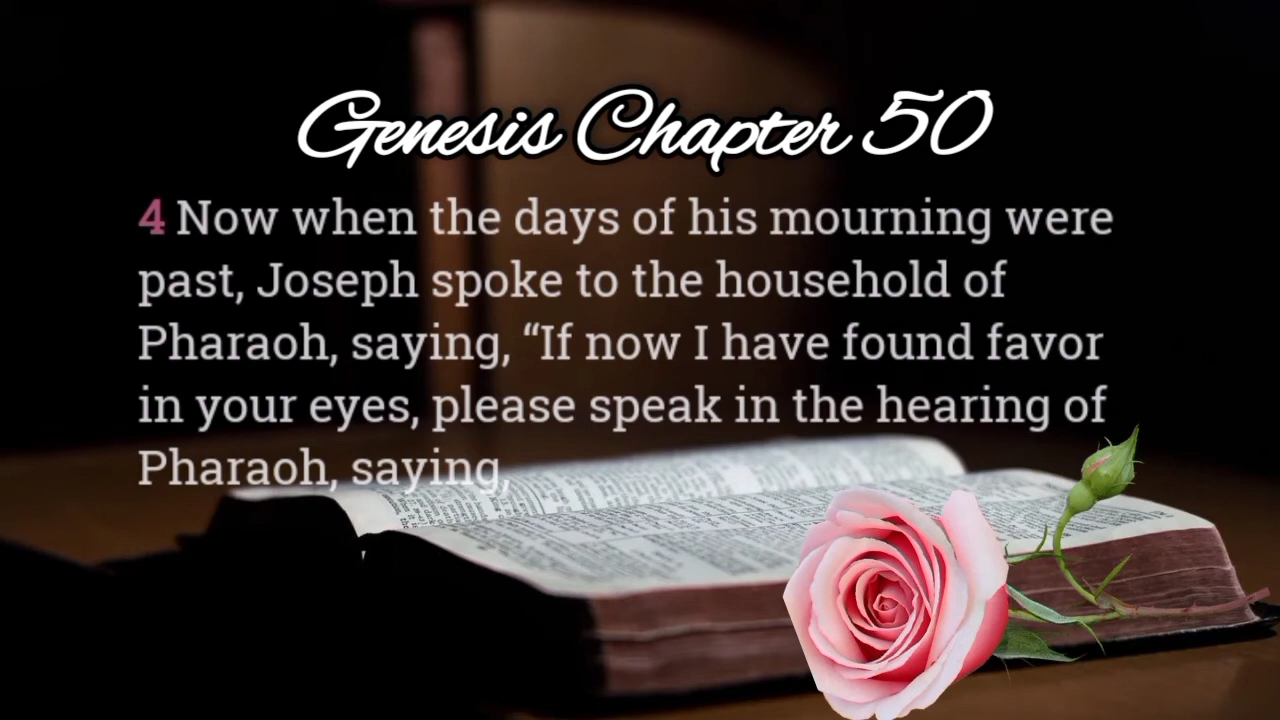 Genesis Chapter 50
4 Now when the days of his mourning were
past, Joseph spoke to the household of
Pharaoh, saying, “If now I have found favor
in your eyes, please speak in the hearing of
Pharaoh, saying,